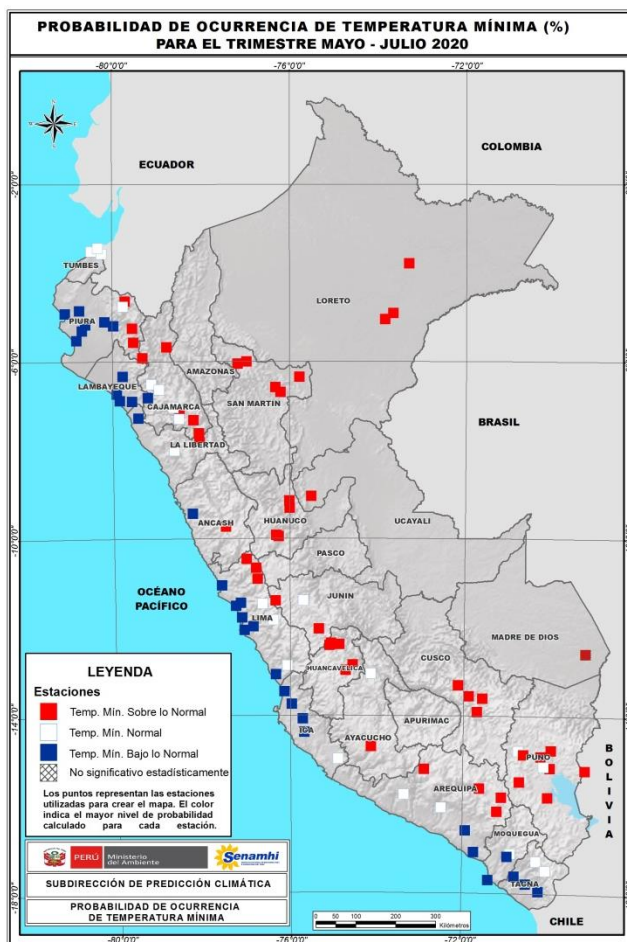 PROBABILIDAD DE OCURRENCIA DE TEMPERATURA MÍNIMA (%)
PARA EL TRIMESTRE MAYO - JULIO 2020
-80°0'0" -76°0'0" -72°0'0"
COLOMBIA
ECUADOR
-2°0'0"
TUMBES
LORETO
PIURA
-6°0'0"
AMAZONAS
LAMBAYEQUE
SAN MARTIN
CAJAMARCA
BRASIL
LA LIBERTAD
ANCASH
HUANUCO
UCAYALI
-10°0'0"
PASCO
OCÉANO
PACÍFICO
JUNIN
LIMA
MADRE DE DIOS
HUANCAVELICA
CUSCO
APURIMAC
-14°0'0"
ICA
AYACUCHO
PUNO
BOLIVIA
AREQUIPA
MOQUEGUA
TACNA
-18°0'0"
CHILE
LEYENDA
Estaciones
Temp. Mín. Sobre lo Normal
Temp. Mín. Normal
Temp. Mín. Bajo lo Normal
No significativo estadísticamente
Los puntos representan las estaciones
utilizadas para crear el mapa. El color
indica el mayor nivel de probabilidad
calculado para cada estación.
PERÚ Ministerio del Ambiente Senamhi
SUBDIRECCIÓN DE PREDICCIÓN CLIMÁTICA
PROBABILIDAD DE OCURRENCIA
DE TEMPERATURA MÍNIMA
0 50 100 200 300
Kilómetros
-80°0'0" -76°0'0" -72°0'0"